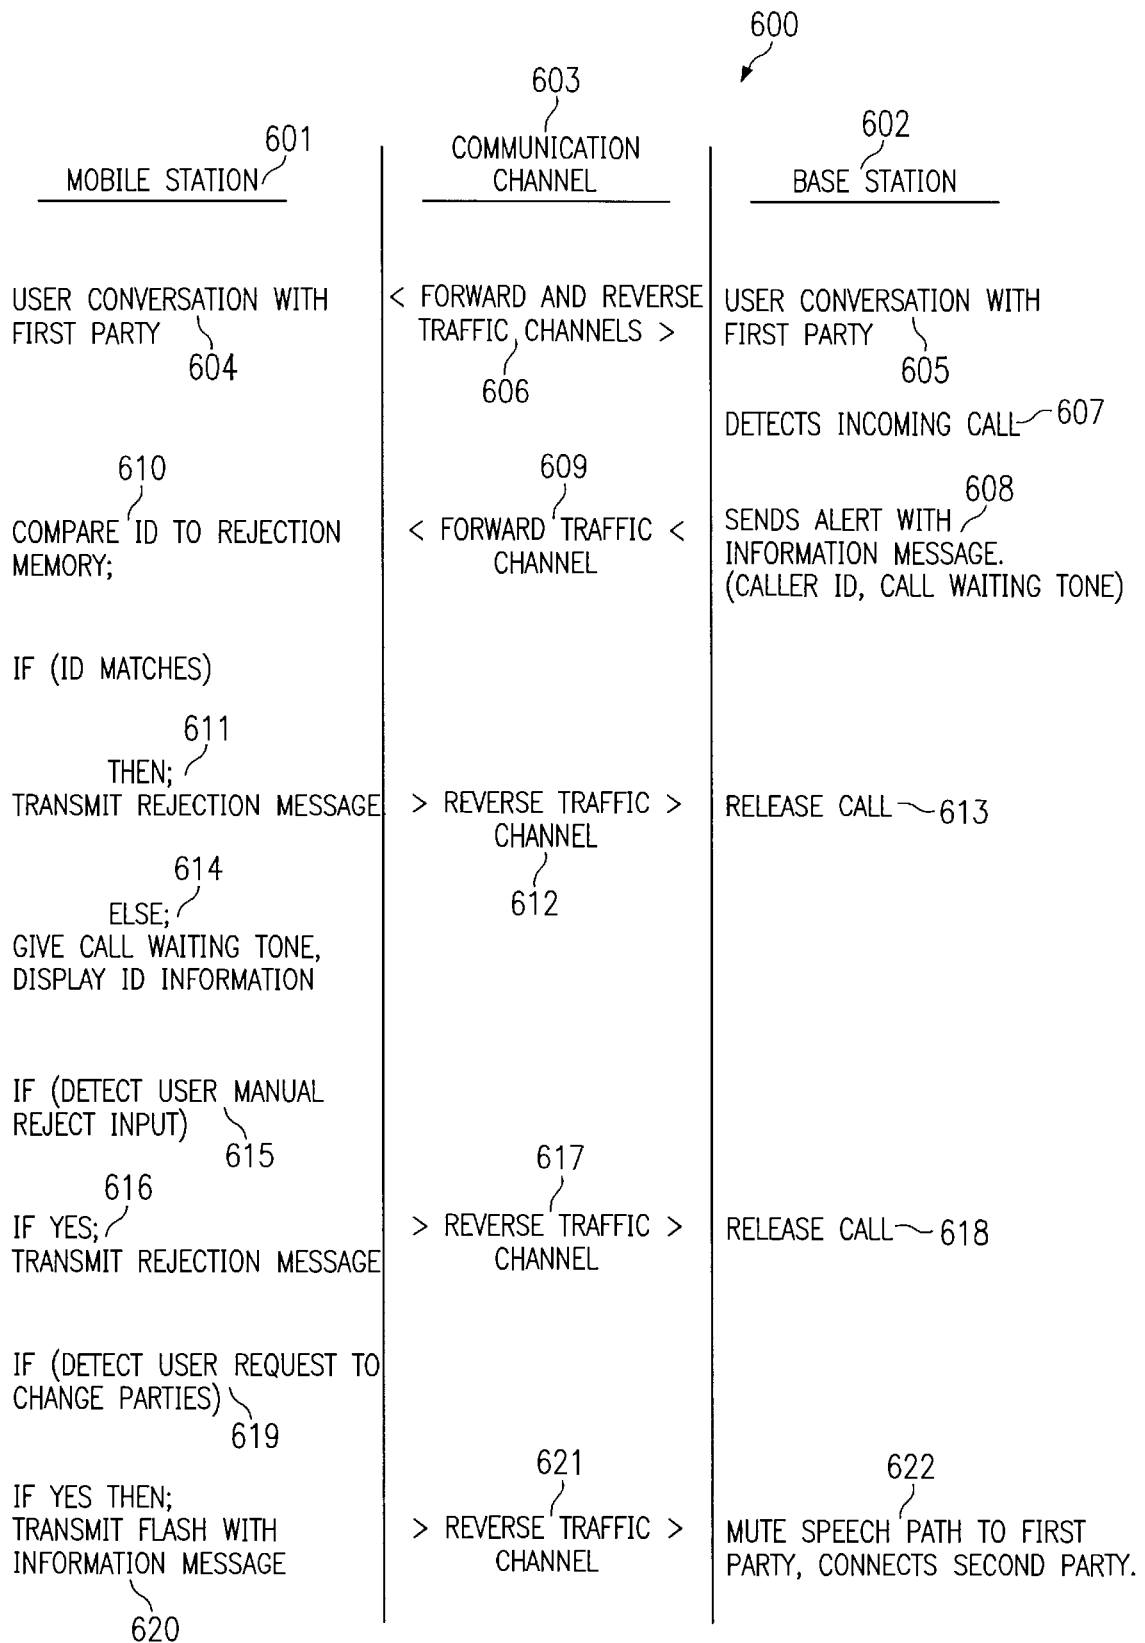 600
603
601
602
COMMUNICATION
CHANNEL
MOBILE STATION
BASE STATION
USER CONVERSATION WITH
FIRST PARTY
604
< FORWARD AND REVERSE
TRAFFIC CHANNELS >
606
USER CONVERSATION WITH
FIRST PARTY
605
DETECTS INCOMING CALL
607
610
COMPARE ID TO REJECTION
MEMORY;
609
< FORWARD TRAFFIC <
CHANNEL
608
SENDS ALERT WITH
INFORMATION MESSAGE.
(CALLER ID, CALL WAITING TONE)
IF (ID MATCHES)
611
THEN;
TRANSMIT REJECTION MESSAGE
> REVERSE TRAFFIC >
CHANNEL
612
RELEASE CALL
613
614
ELSE;
GIVE CALL WAITING TONE,
DISPLAY ID INFORMATION
IF (DETECT USER MANUAL
REJECT INPUT)
615
616
IF YES;
TRANSMIT REJECTION MESSAGE
617
> REVERSE TRAFFIC >
CHANNEL
RELEASE CALL
618
IF (DETECT USER REQUEST TO
CHANGE PARTIES)
619
IF YES THEN;
TRANSMIT FLASH WITH
INFORMATION MESSAGE
620
621
> REVERSE TRAFFIC >
CHANNEL
622
MUTE SPEECH PATH TO FIRST
PARTY, CONNECTS SECOND PARTY.